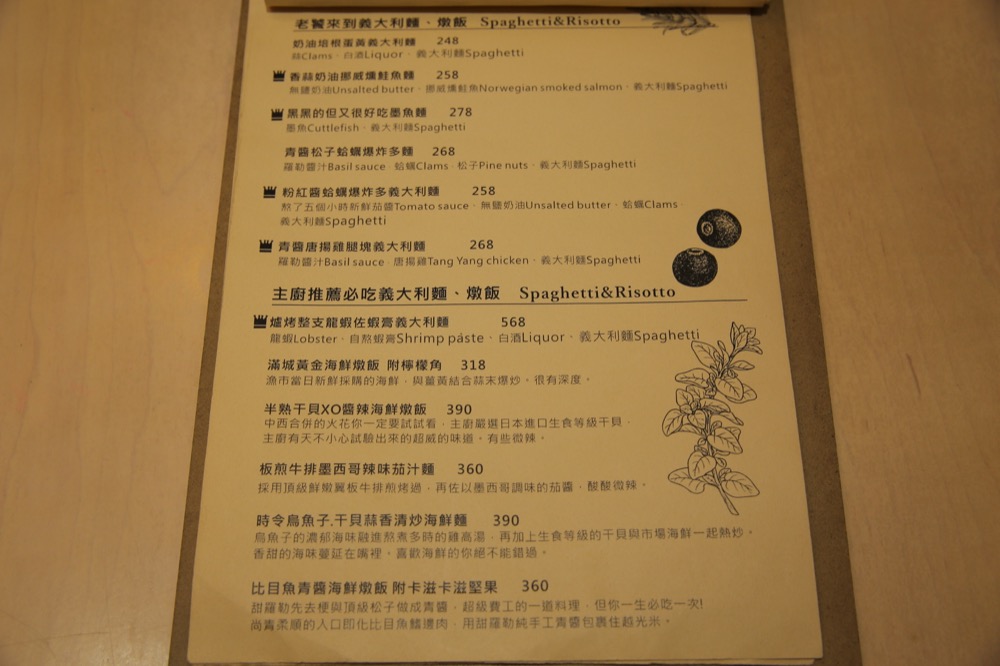 老饕來到義大利麵、燉飯 Spaghetti&Risotto
奶油培根蛋黃義大利麵 248
蒜Clams、白酒Liquor、義大利麵Spaghetti
香蒜奶油挪威燻鮭魚麵 258
無鹽奶油Unsalted butter、挪威燻鮭魚Norwegian smoked salmon、義大利麵Spaghetti
黑黑的但又很好吃墨魚麵 278
墨魚Cuttlefish、義大利麵Spaghetti
青醬松子蛤蠣爆炸多麵 268
羅勒醬汁Basil sauce、蛤蠣Clams、松子Pine nuts、義大利麵Spaghetti
粉紅醬蛤蠣爆炸多義大利麵 258
熬了五個小時新鮮茄醬Tomato sauce、無鹽奶油Unsalted butter、蛤蠣Clams、
義大利麵Spaghetti
青醬唐揚雞腿塊義大利麵 268
羅勒醬汁Basil sauce、唐揚雞Tang Yang chicken、義大利麵Spaghetti
主廚推薦必吃義大利麵、燉飯 Spaghetti&Risotto
爐烤整支龍蝦佐蝦膏義大利麵 568
龍蝦Lobster、自熬蝦膏Shrimp páste、白酒Liquor、義大利麵Spaghetti
滿城黃金海鮮燉飯 附檸檬角 318
漁市當日新鮮採購的海鮮，與薑黃結合蒜末爆炒。很有深度。
半熟干貝XO醬辣海鮮燉飯 390
中西合併的火花你一定要試試看，主廚嚴選日本進口生食等級干貝，
主廚有天不小心試驗出來的超威的味道。有些微辣。
板煎牛排墨西哥辣味茄汁麵 360
採用頂級鮮嫩翼板牛排煎烤過，再佐以墨西哥調味的茄醬，酸酸微辣。
時令烏魚子.干貝蒜香清炒海鮮麵 390
烏魚子的濃郁海味融進熬煮多時的雞高湯，再加上生食等級的干貝與市場海鮮一起熱炒。
香甜的海味蔓延在嘴裡。喜歡海鮮的你絕不能錯過。
比目魚青醬海鮮燉飯 附卡滋卡滋堅果 360
甜羅勒先去梗與頂級松子做成青醬，超級費工的一道料理，但你一生必吃一次!
尚青柔順的入口即化比目魚鰭邊肉，用甜羅勒純手工青醬包裹住越光米。